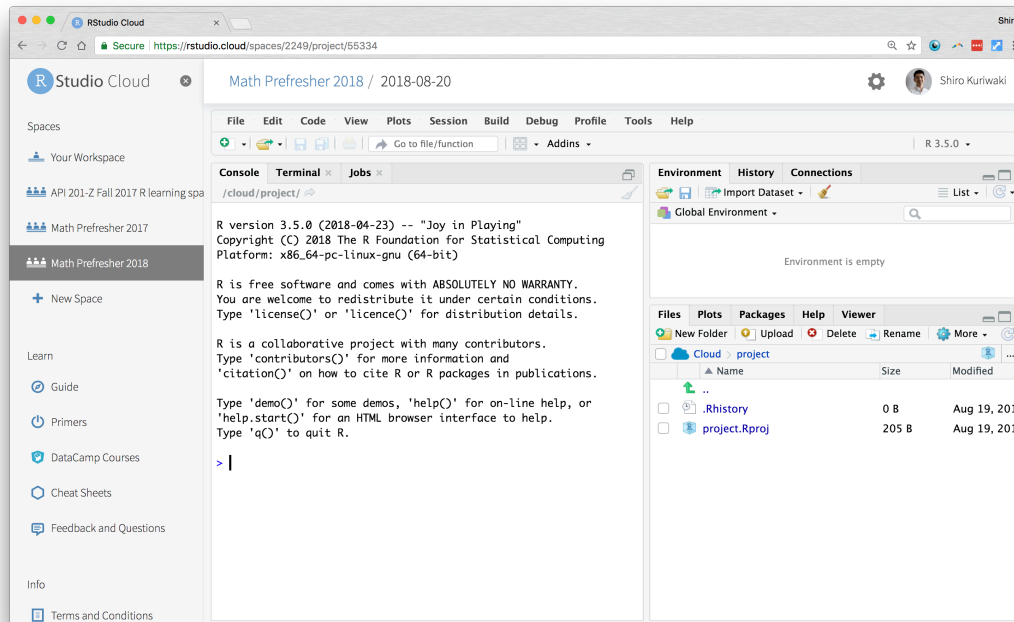 RStudio Cloud
Shir
Secure
https://rstudio.cloud/spaces/2249/project/55334
R Studio Cloud
Math Prefresher 2018 / 2018-08-20
Shiro Kuriwaki
Spaces
Your Workspace
API 201-Z Fall 2017 R learning spa
Math Prefresher 2017
Math Prefresher 2018
New Space
Learn
Guide
Primers
DataCamp Courses
Cheat Sheets
Feedback and Questions
Info
Terms and Conditions
File Edit Code View Plots Session Build Debug Profile Tools Help
Go to file/function Addins R 3.5.0
Console Terminal Jobs
/cloud/project/
R version 3.5.0 (2018-04-23) -- "Joy in Playing"
Copyright (C) 2018 The R Foundation for Statistical Computing
Platform: x86_64-pc-linux-gnu (64-bit)
R is free software and comes with ABSOLUTELY NO WARRANTY.
You are welcome to redistribute it under certain conditions.
Type 'license()' or 'licence()' for distribution details.
R is a collaborative project with many contributors.
Type 'contributors()' for more information and
'citation()' on how to cite R or R packages in publications.
Type 'demo()' for some demos, 'help()' for on-line help, or
'help.start()' for an HTML browser interface to help.
Type 'q()' to quit R.
>
Environment History Connections
Import Dataset List
Global Environment
Environment is empty
Files Plots Packages Help Viewer
New Folder Upload Delete Rename More
Cloud > project R ...
Name Size Modified
..
.Rhistory 0 B Aug 19, 201
project.Rproj 205 B Aug 19, 201